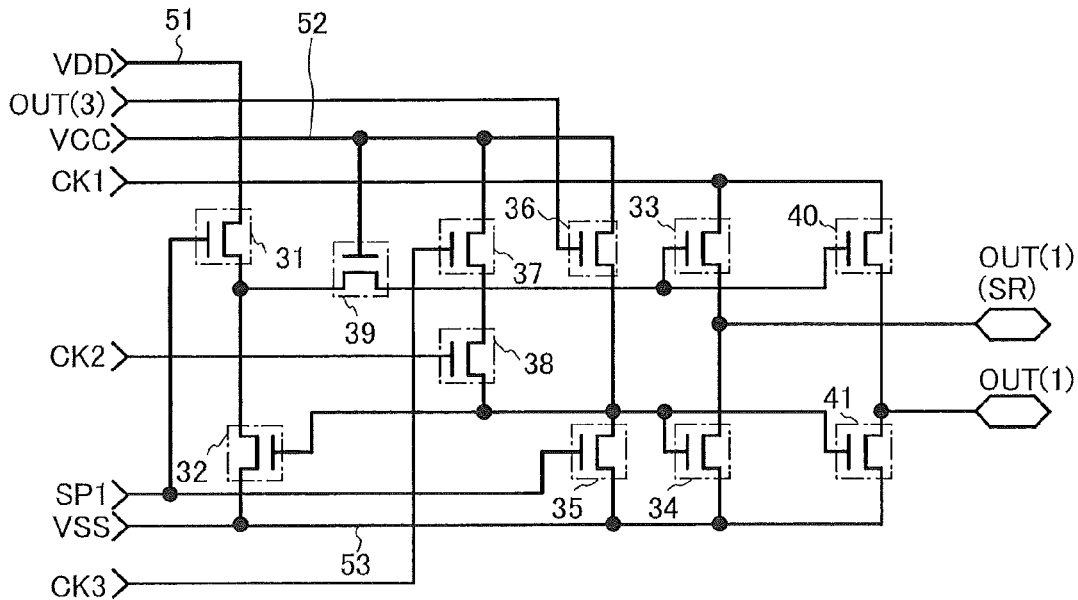 51
52
VDD
OUT(3)
VCC
CK1
36
33
40
31
37
39
OUT(1)
(SR)
CK2
38
OUT(1)
41
32
SP1
35
34
VSS
53
CK3